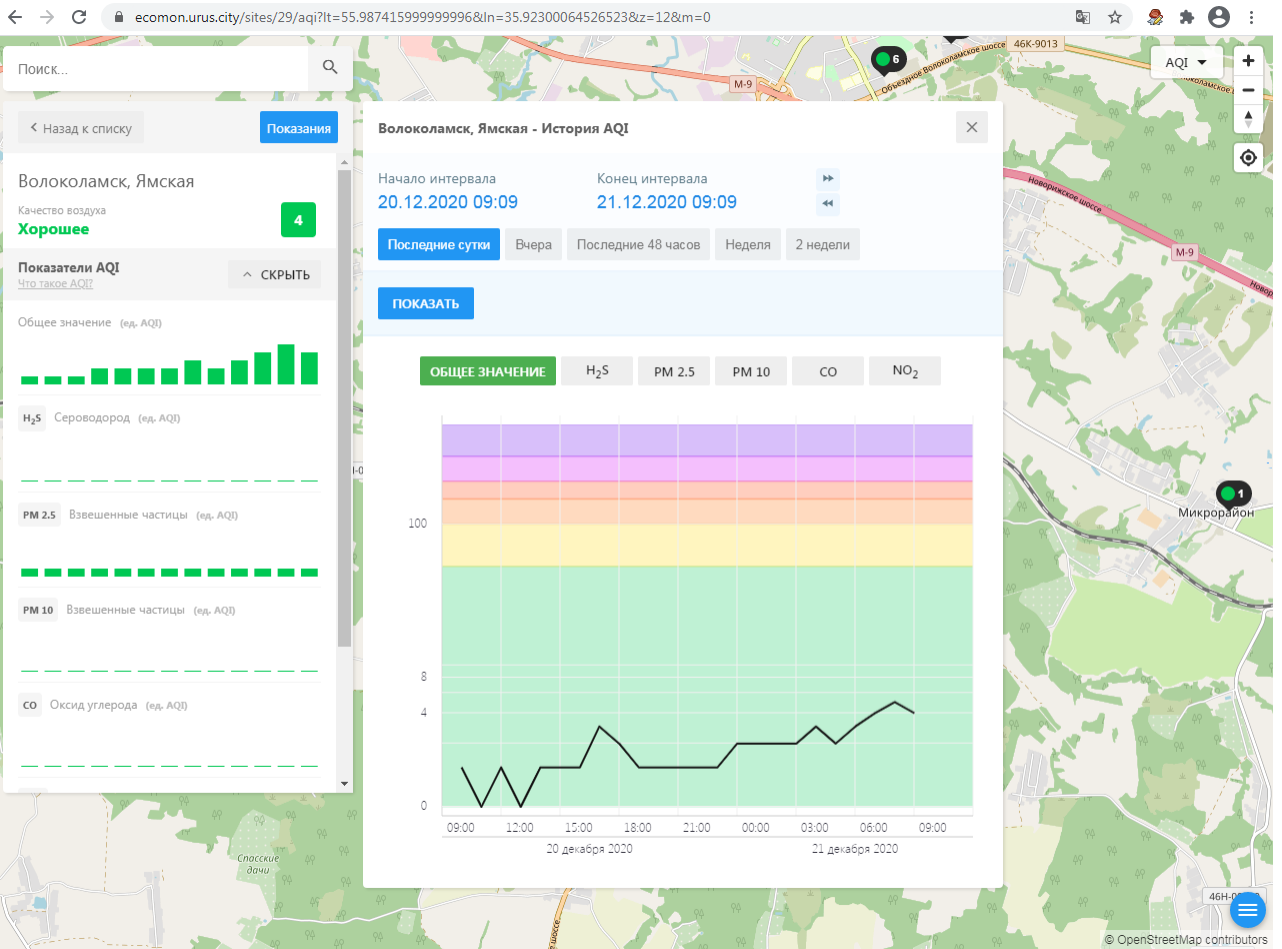 ecomon.urus.city/sites/29/aqi?lt=55.987415999999996&ln=35.92300064526523&z=12&m=0
Поиск...
Назад к списку
Показания
Волоколамск, Ямская
Качество воздуха
Хорошее
4
Показатели AQI
Что такое AQI?
СКРЫТЬ
Общее значение (ед. AQI)
H2S Сероводород (ед. AQI)
PM 2.5 Взвешенные частицы (ед. AQI)
PM 10 Взвешенные частицы (ед. AQI)
CO Оксид углерода (ед. AQI)
Волоколамск, Ямская - История AQI
Начало интервала
20.12.2020 09:09
Конец интервала
21.12.2020 09:09
Последние сутки
Вчера
Последние 48 часов
Неделя
2 недели
ПОКАЗАТЬ
ОБЩЕЕ ЗНАЧЕНИЕ
H2S
PM 2.5
PM 10
CO
NO2
100
8
4
0
09:00 12:00 15:00 18:00 21:00 00:00 03:00 06:00 09:00
20 декабря 2020 21 декабря 2020
М-9
6
Объездное Волоколамское шоссе
46К-9013
AQI
Новорижское шоссе
М-9
1
Микрорайон
Спасские
дачи
© OpenStreetMap contributors